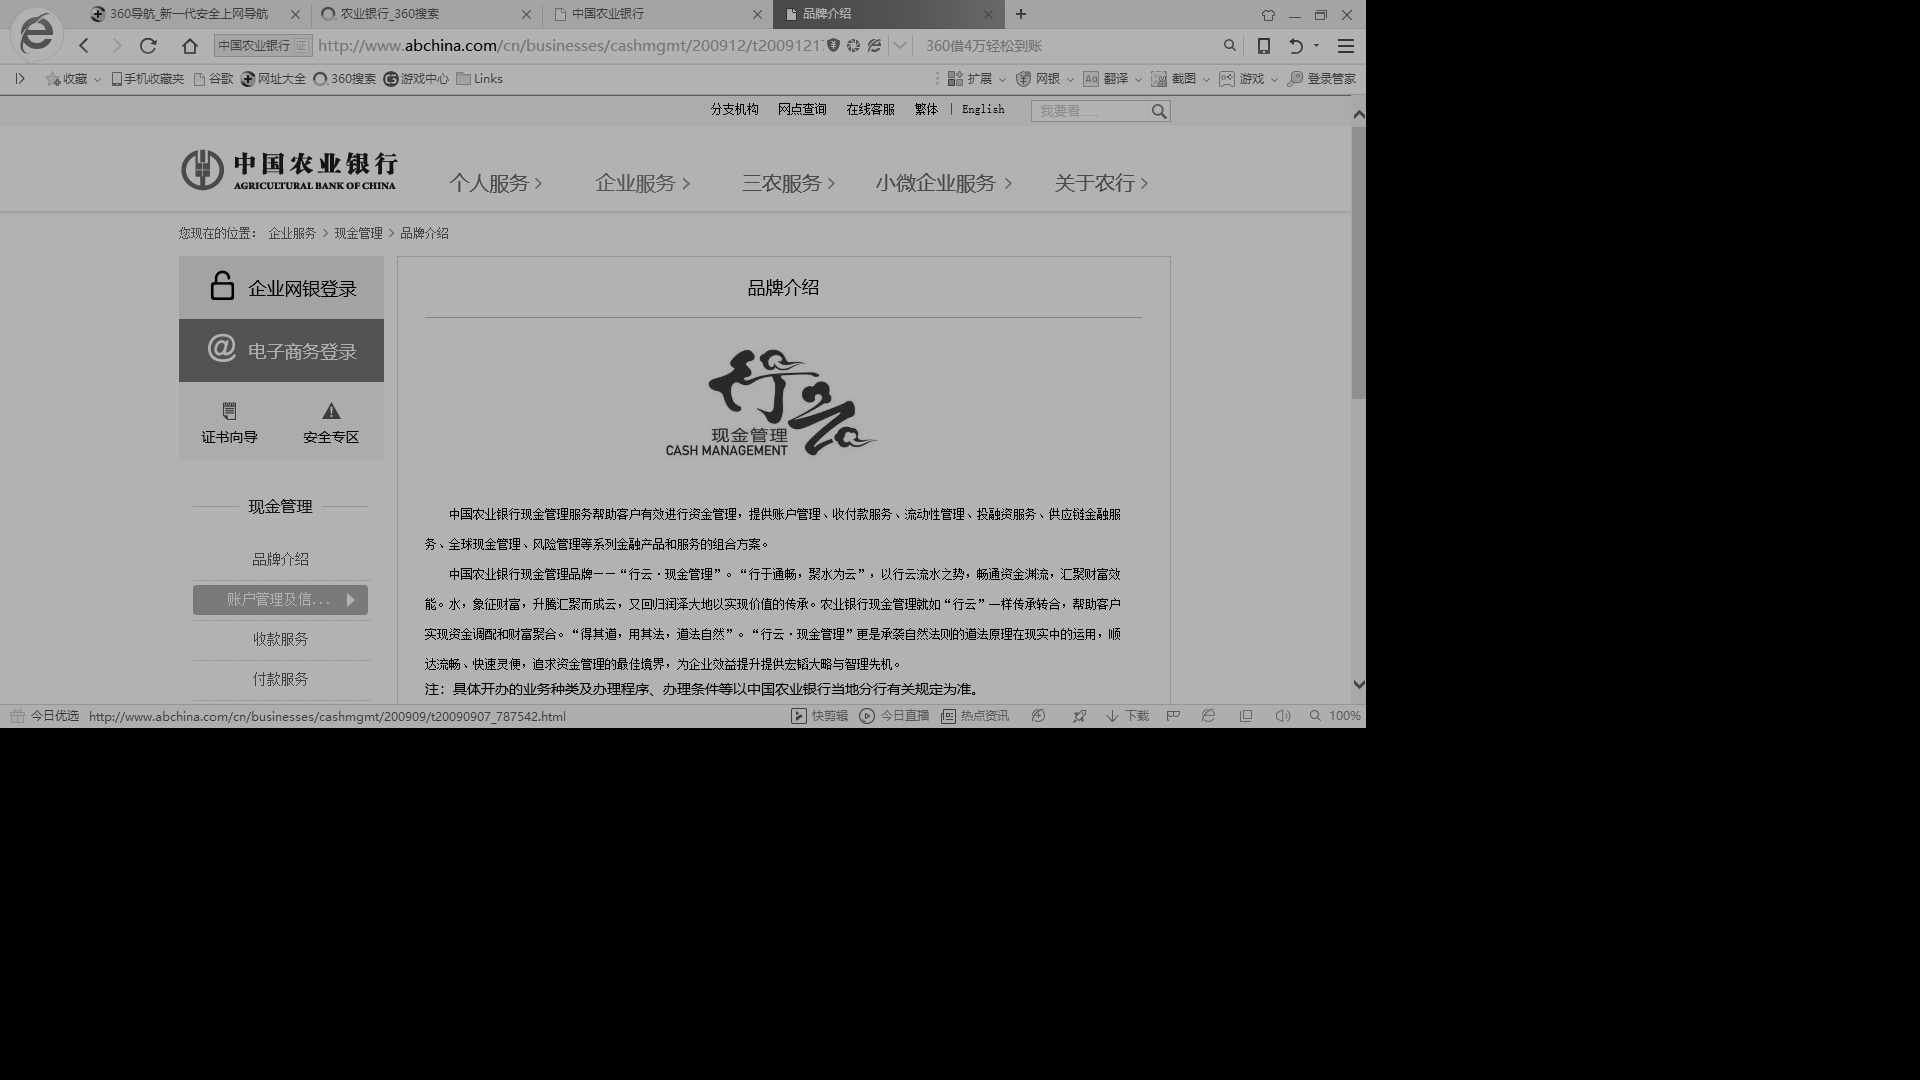 360导航_新一代安全上网导航
农业银行_360搜索
中国农业银行
品牌介绍
中国农业银行 证 http://www.abchina.com/cn/businesses/cashmgmt/200912/t2009121
360借4万轻松到账
收藏 手机收藏夹 谷歌 网址大全 360搜索 游戏中心 Links
扩展 网银 翻译 截图 游戏 登录管家
分支机构 网点查询 在线客服 繁体 | English 我要看.....
中国农业银行
AGRICULTURAL BANK OF CHINA
个人服务 企业服务 三农服务 小微企业服务 关于农行
您现在的位置： 企业服务 > 现金管理 > 品牌介绍
企业网银登录
电子商务登录
证书向导 安全专区
现金管理
品牌介绍
账户管理及信...
收款服务
付款服务
品牌介绍
行云
现金管理
CASH MANAGEMENT
中国农业银行现金管理服务帮助客户有效进行资金管理，提供账户管理、收付款服务、流动性管理、投融资服务、供应链金融服
务、全球现金管理、风险管理等系列金融产品和服务的组合方案。
中国农业银行现金管理品牌——“行云·现金管理”。“行于通畅，聚水为云”，以行云流水之势，畅通资金渊流，汇聚财富效
能。水，象征财富，升腾汇聚而成云，又回归润泽大地以实现价值的传承。农业银行现金管理就如“行云”一样传承转合，帮助客户
实现资金调配和财富聚合。“得其道，用其法，道法自然”。“行云·现金管理”更是承袭自然法则的道法原理在现实中的运用，顺
达流畅、快速灵便，追求资金管理的最佳境界，为企业效益提升提供宏韬大略与智理先机。
注：具体开办的业务种类及办理程序、办理条件等以中国农业银行当地分行有关规定为准。
今日优选 http://www.abchina.com/cn/businesses/cashmgmt/200909/t20090907_787542.html
快剪辑 今日直播 热点资讯 下载 100%